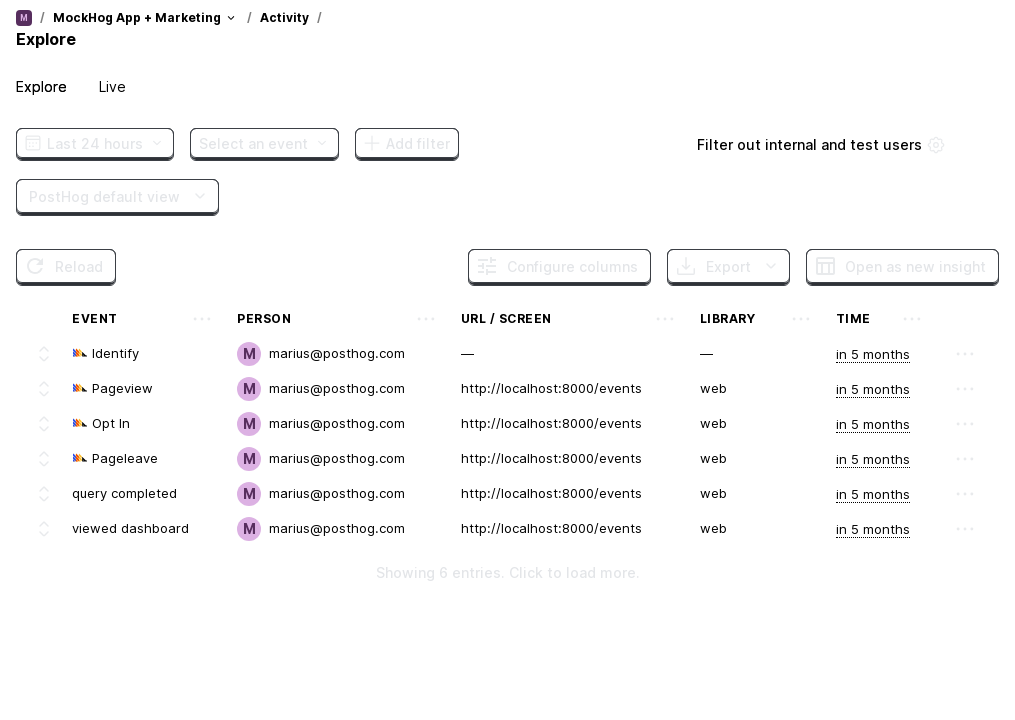 M / MockHog App + Marketing / Activity /
Explore
Explore Live
Last 24 hours Select an event Add filter Filter out internal and test users
PostHog default view
Reload Configure columns Export Open as new insight
EVENT PERSON URL / SCREEN LIBRARY TIME
Identify M marius@posthog.com — — in 5 months
Pageview M marius@posthog.com http://localhost:8000/events web in 5 months
Opt In M marius@posthog.com http://localhost:8000/events web in 5 months
Pageleave M marius@posthog.com http://localhost:8000/events web in 5 months
query completed M marius@posthog.com http://localhost:8000/events web in 5 months
viewed dashboard M marius@posthog.com http://localhost:8000/events web in 5 months
Showing 6 entries. Click to load more.